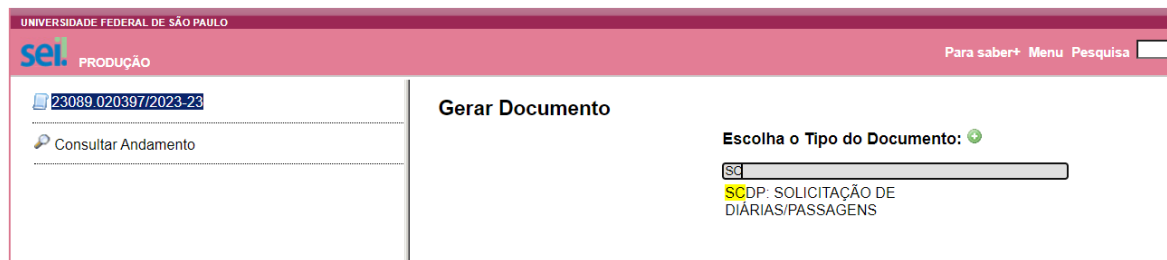 UNIVERSIDADE FEDERAL DE SÃO PAULO
sei. PRODUÇÃO
Para saber+ Menu Pesquisa
23089.020397/2023-23
Consultar Andamento
Gerar Documento
Escolha o Tipo do Documento:
SC
SCDP: SOLICITAÇÃO DE
DIÁRIAS/PASSAGENS